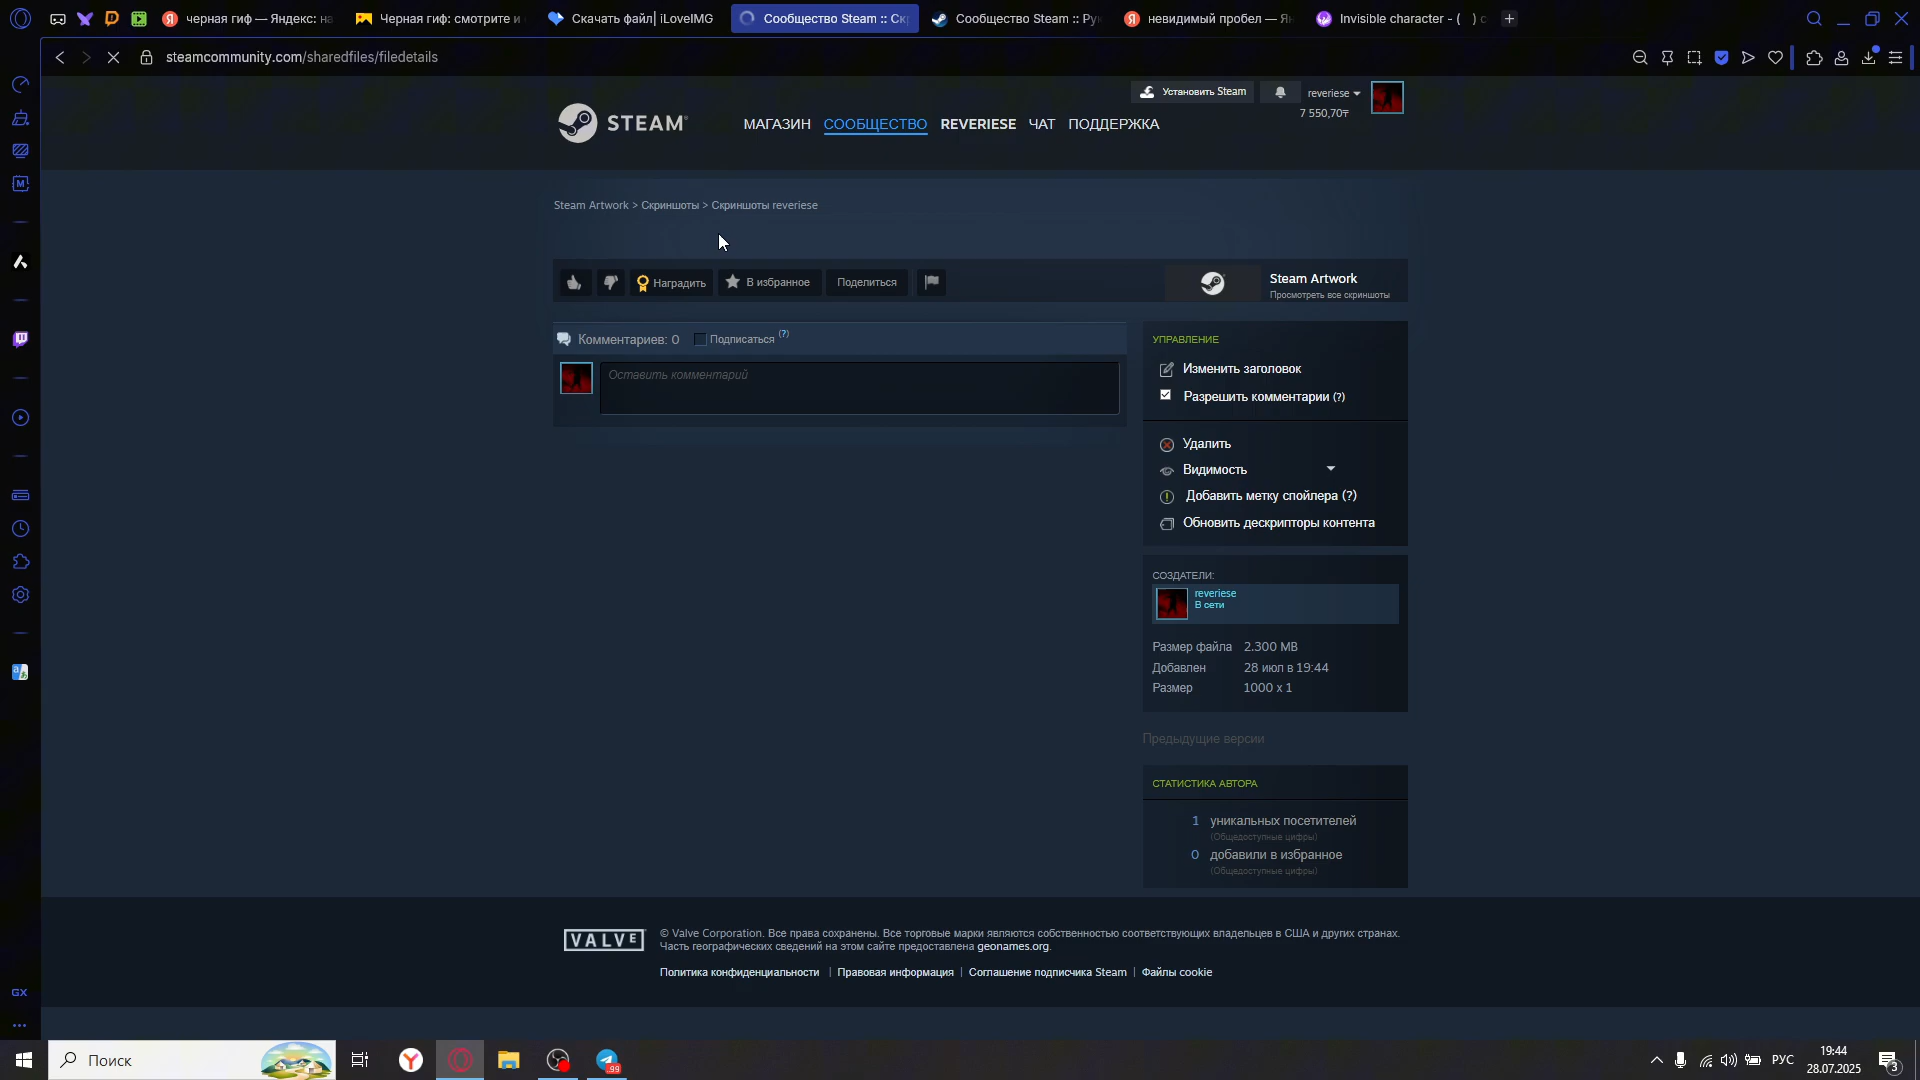 черная гиф — Яндекс: на
Черная гиф: смотрите и
Скачать файл| iLoveIMG
Сообщество Steam :: Ск
Сообщество Steam :: Рук
невидимый пробел — Ян
Invisible character - (   ) с
steamcommunity.com/sharedfiles/filedetails
Установить Steam
reveriese
7 550,70₸
STEAM
МАГАЗИН
СООБЩЕСТВО
REVERIESE
ЧАТ
ПОДДЕРЖКА
Steam Artwork > Скриншоты > Скриншоты reveriese
Наградить
В избранное
Поделиться
Steam Artwork
Просмотреть все скриншоты
Комментариев: 0
Подписаться (?)
Оставить комментарий
УПРАВЛЕНИЕ
Изменить заголовок
Разрешить комментарии (?)
Удалить
Видимость
Добавить метку спойлера (?)
Обновить дескрипторы контента
СОЗДАТЕЛИ:
reveriese
В сети
Размер файла 2.300 MB
Добавлен 28 июл в 19:44
Размер 1000 x 1
Предыдущие версии
СТАТИСТИКА АВТОРА
1 уникальных посетителей
(Общедоступные цифры)
0 добавили в избранное
(Общедоступные цифры)
VALVE
© Valve Corporation. Все права сохранены. Все торговые марки являются собственностью соответствующих владельцев в США и других странах.
Часть географических сведений на этом сайте предоставлена geonames.org.
Политика конфиденциальности | Правовая информация | Соглашение подписчика Steam | Файлы cookie
GX
Поиск
99
РУС
19:44
28.07.2025
3